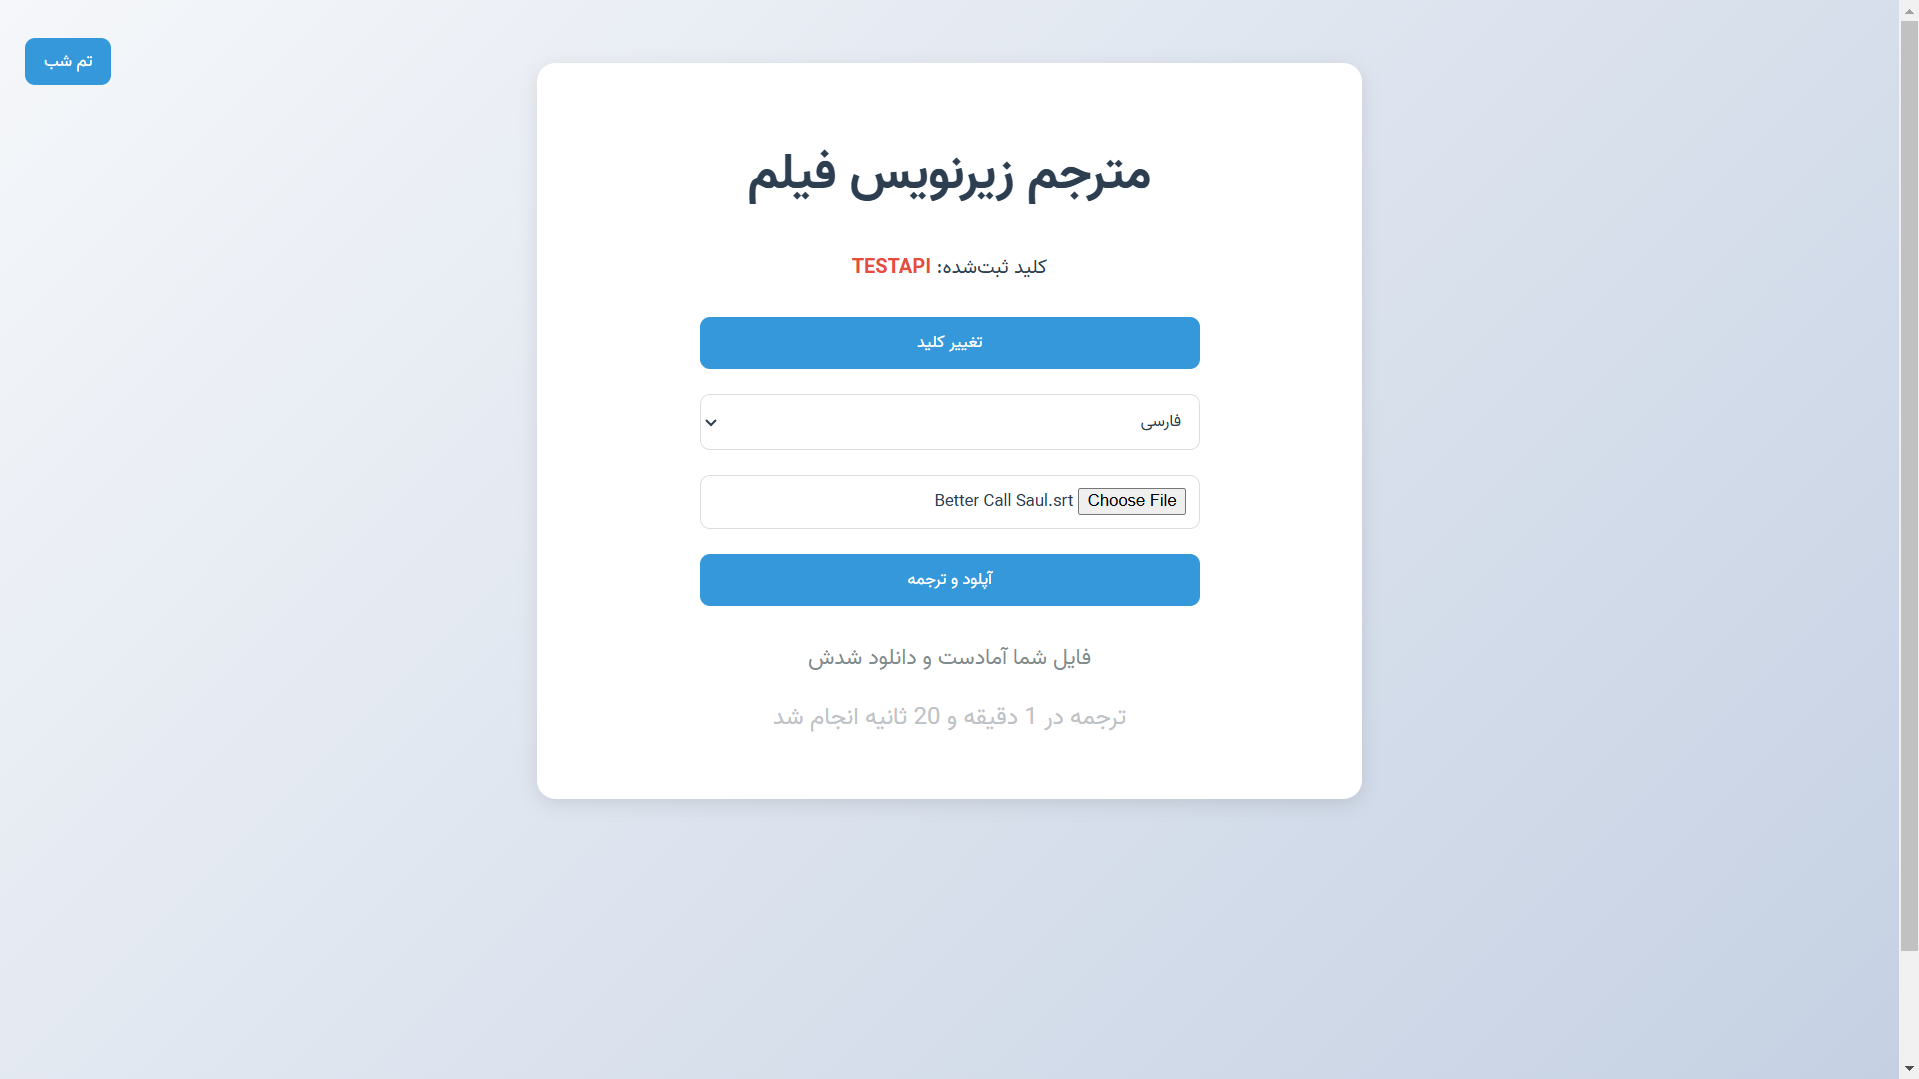 تم شب
مترجم زیرنویس فیلم
کلید ثبت‌شده: TESTAPI
تغییر کلید
فارسی
Choose File Better Call Saul.srt
آپلود و ترجمه
فایل شما آمادست و دانلود شدش
ترجمه در 1 دقیقه و 20 ثانیه انجام شد